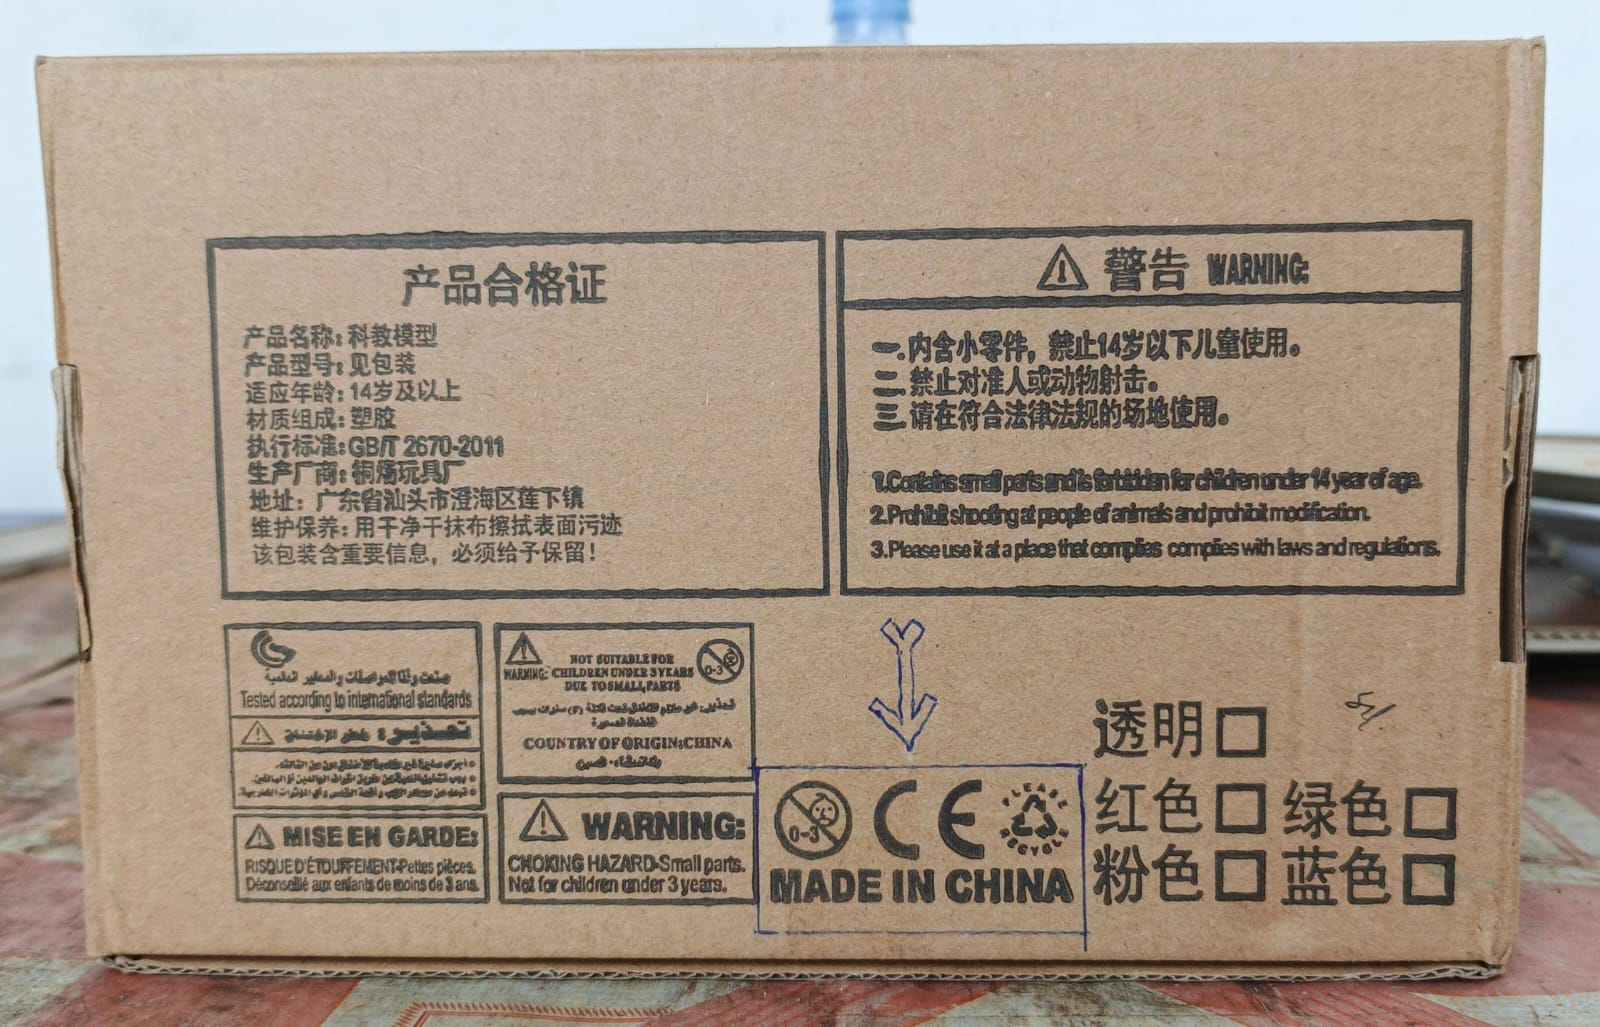 产品合格证
产品名称：科教模型
产品型号：见包装
适应年龄：14岁及以上
材质组成：塑胶
执行标准：GB/T 2670-2011
生产厂商：玩具厂
地址：广东省汕头市澄海区莲下镇
维护保养：用干净干抹布擦拭表面污迹
该包装含重要信息，必须给予保留！
警告 WARNING:
一.内含小零件，禁止14岁以下儿童使用。
二.禁止对准人或动物射击。
三.请在符合法律法规的场地使用。
1.Contains small parts and is forbidden for children onder 14 year of age.
2.Prohibit shooting at people of animals and prohibit modification.
3.Please use it at a place that complies complies with laws and regulations.
Tested according to international standards
تحذير: خطر الإختناق
MISE EN GARDE:
RISQUE D'ÉTOUFFEMENT-Petites pièces.
Déconseillé aux enfants de moins de 3 ans.
NOT SUITABLE FOR
WARNING: CHILDREN UNDER 3 YEARS
DUE TO SMALL, PARTS
0-3
COUNTRY OF ORIGIN:CHINA
WARNING:
CHOKING HAZARD-Small parts.
Not for children under 3 years.
0-3
CE
PLEASE RECYCLE
MADE IN CHINA
透明
红色 绿色
粉色 蓝色